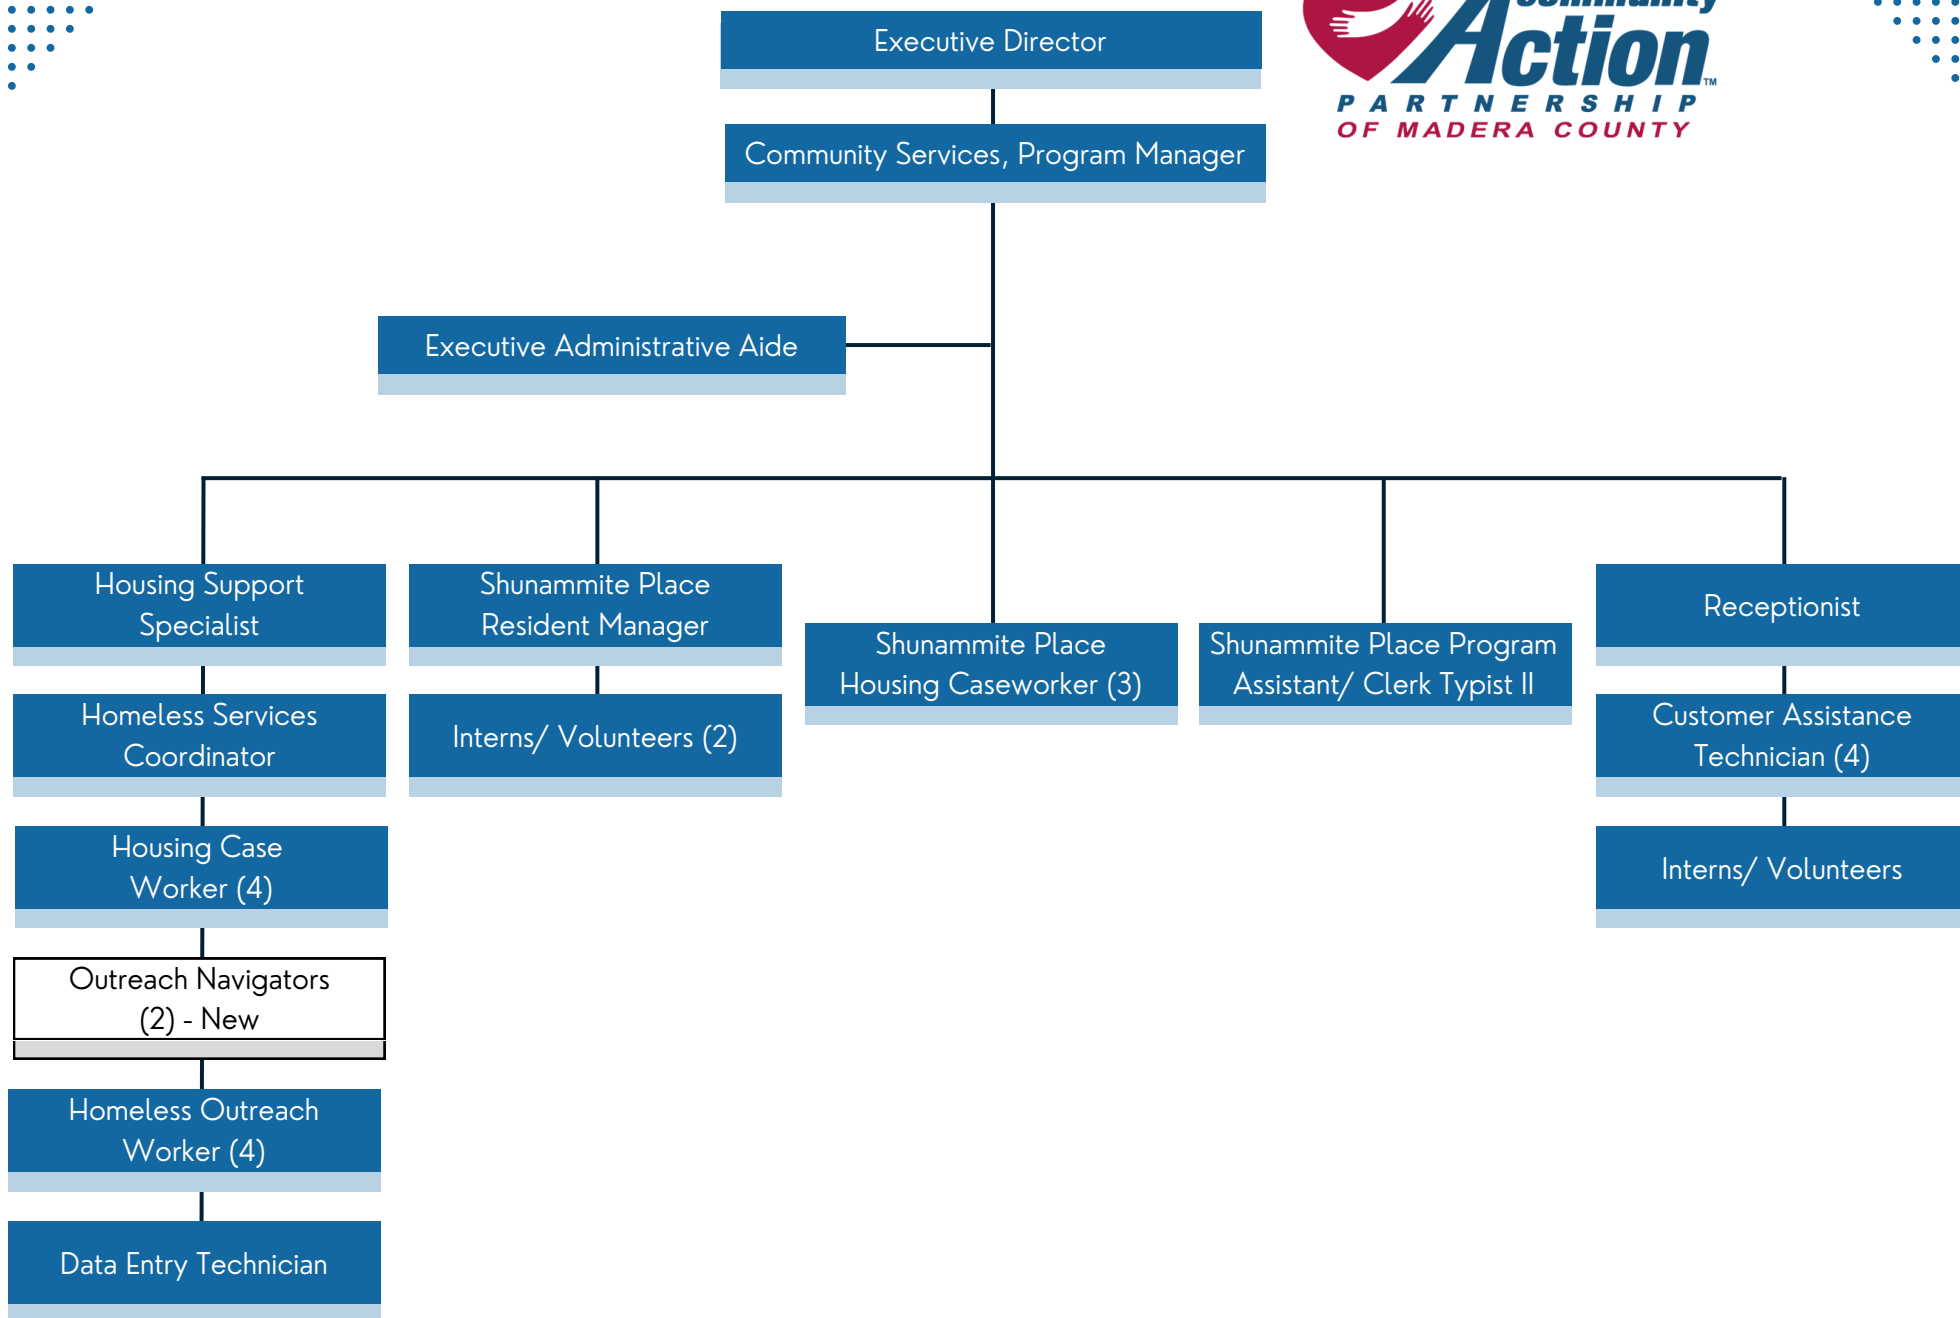 Executive Director
Community
Action
TM
PARTNERSHIP
OF MADERA COUNTY
Community Services, Program Manager
Executive Administrative Aide
Housing Support
Specialist
Homeless Services
Coordinator
Housing Case
Worker (4)
Outreach Navigators
(2) - New
Homeless Outreach
Worker (4)
Data Entry Technician
Shunammite Place
Resident Manager
Interns/ Volunteers (2)
Shunammite Place
Housing Caseworker (3)
Shunammite Place Program
Assistant/ Clerk Typist II
Receptionist
Customer Assistance
Technician (4)
Interns/ Volunteers